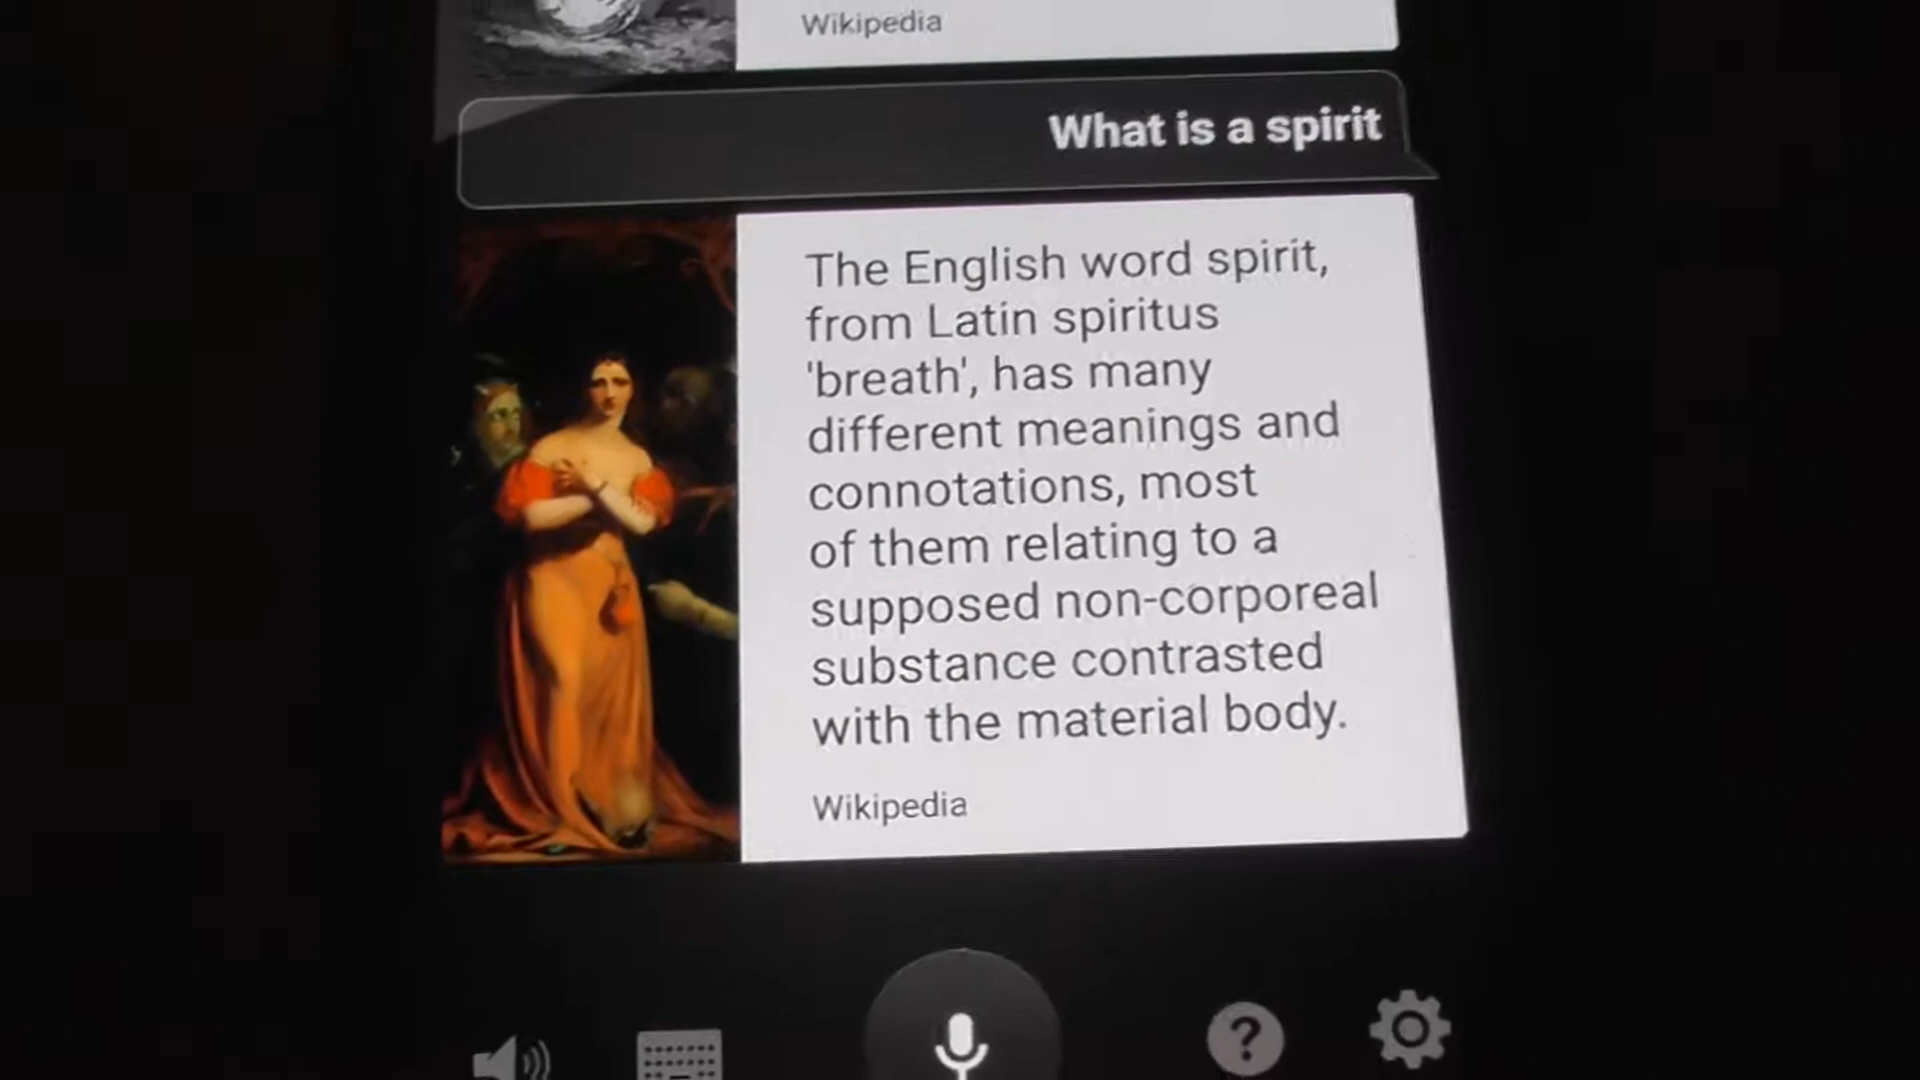 Wikipedia
What is a spirit
The English word spirit,
from Latin spiritus
'breath', has many
different meanings and
connotations, most
of them relating to a
supposed non-corporeal
substance contrasted
with the material body.
Wikipedia
?